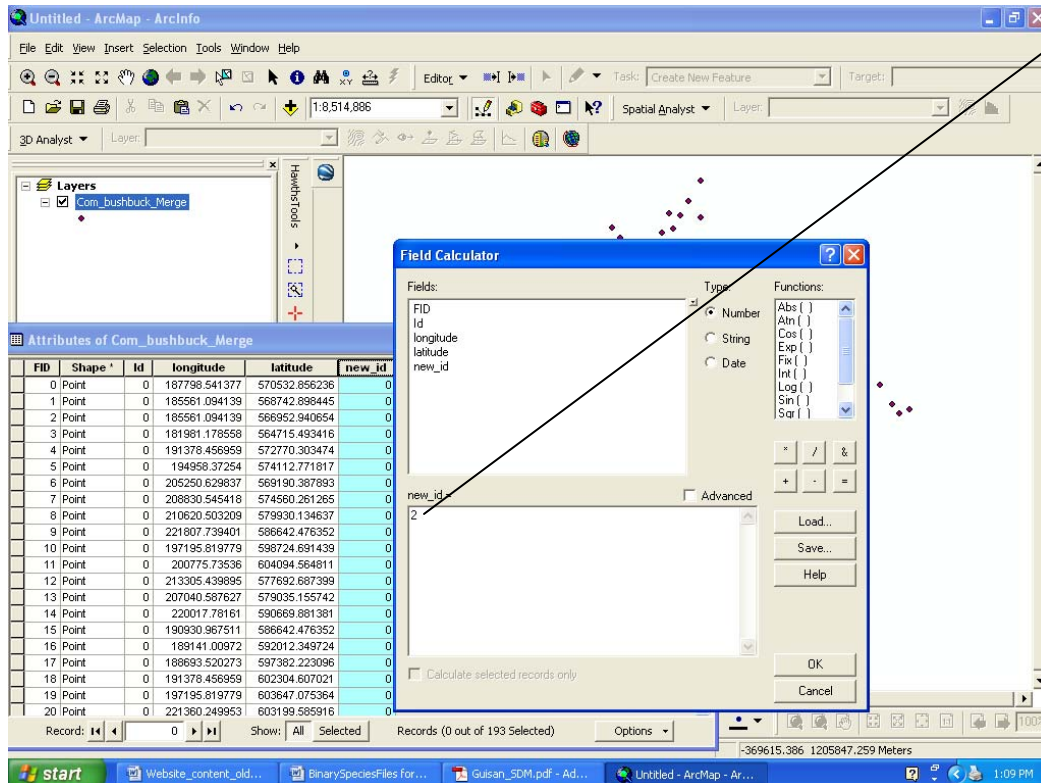 Untitled - ArcMap - ArcInfo
File Edit View Insert Selection Tools Window Help
Editor Task: Create New Feature Target:
1:8,514,886 Spatial Analyst Layer:
3D Analyst Layer:
Layers
Com_bushbuck_Merge
HawthsTools
Field Calculator
Fields:
FID
Id
longitude
latitude
new_id
Type:
Number
String
Date
Functions:
Abs ( )
Atn ( )
Cos ( )
Exp ( )
Fix ( )
Int ( )
Log ( )
Sin ( )
Sqr ( )
* / &
+ - =
new_id =
Advanced
2
Load...
Save...
Help
Calculate selected records only
OK
Cancel
Attributes of Com_bushbuck_Merge
FID Shape * Id longitude latitude new_id
0 Point 0 187798.541377 570532.856236 0
1 Point 0 185561.094139 568742.898445 0
2 Point 0 185561.094139 566952.940654 0
3 Point 0 181981.178558 564715.493416 0
4 Point 0 191378.456959 572770.303474 0
5 Point 0 194958.37254 574112.771817 0
6 Point 0 205250.629837 569190.387893 0
7 Point 0 208830.545418 574560.261265 0
8 Point 0 210620.503209 579930.134637 0
9 Point 0 221807.739401 586642.476352 0
10 Point 0 197195.819779 598724.691439 0
11 Point 0 200775.73536 604094.564811 0
12 Point 0 213305.439895 577692.687399 0
13 Point 0 207040.587627 579035.155742 0
14 Point 0 220017.78161 590669.881381 0
15 Point 0 190930.967511 586642.476352 0
16 Point 0 189141.00972 592012.349724 0
17 Point 0 188693.520273 597382.223096 0
18 Point 0 191378.456959 602304.607021 0
19 Point 0 197195.819779 603647.075364 0
20 Point 0 221360.249953 603199.585916 0
Record: 0 Show: All Selected Records (0 out of 193 Selected) Options
100%
-369615.386 1205847.259 Meters
start Website_content_old... BinarySpeciesFiles for... Guisan_SDM.pdf - Ad... Untitled - ArcMap - Ar... 1:09 PM